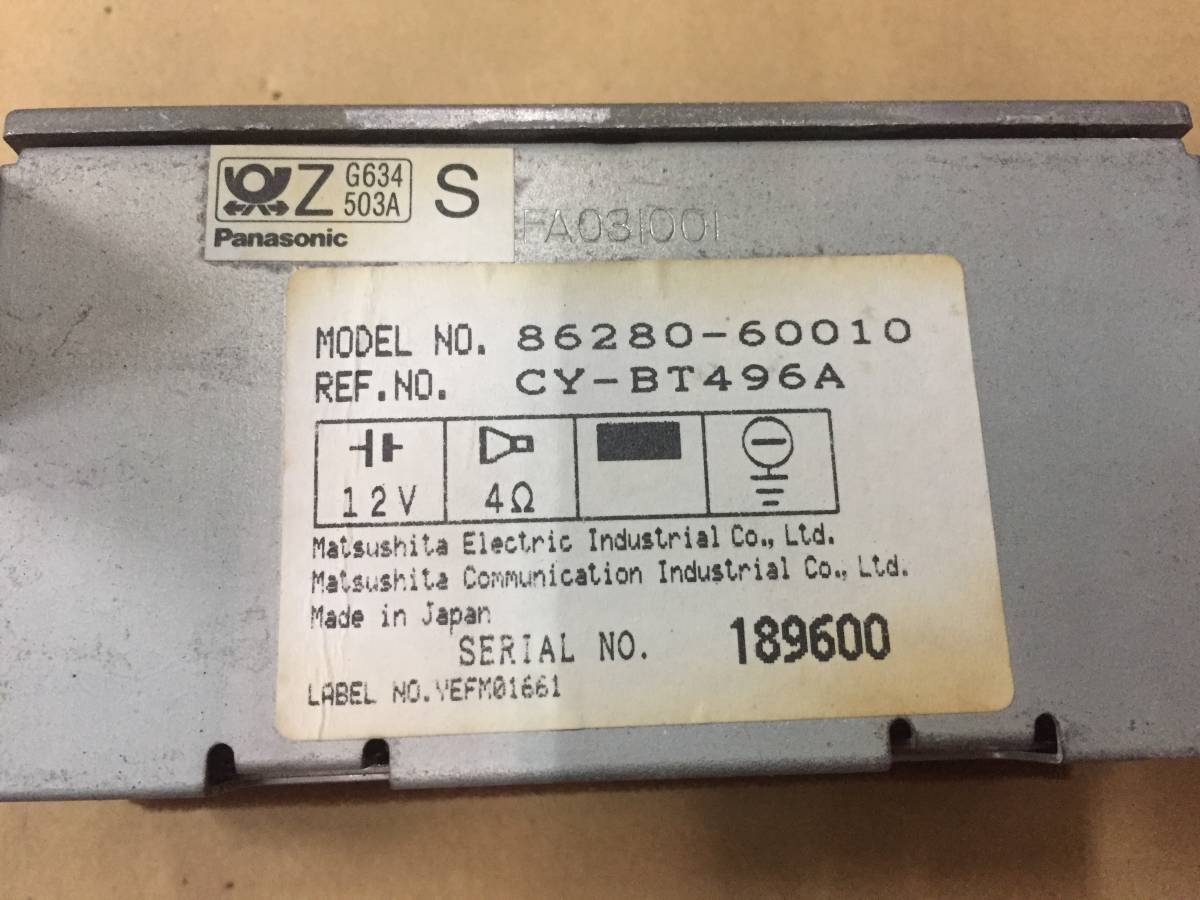 Z G634 503A S
Panasonic
FA031001
MODEL NO. 86280-60010
REF.NO. CY-BT496A
12V 4Ω
Matsushita Electric Industrial Co., Ltd.
Matsushita Communication Industrial Co., Ltd.
Made in Japan
SERIAL NO. 189600
LABEL NO.YEFM01661